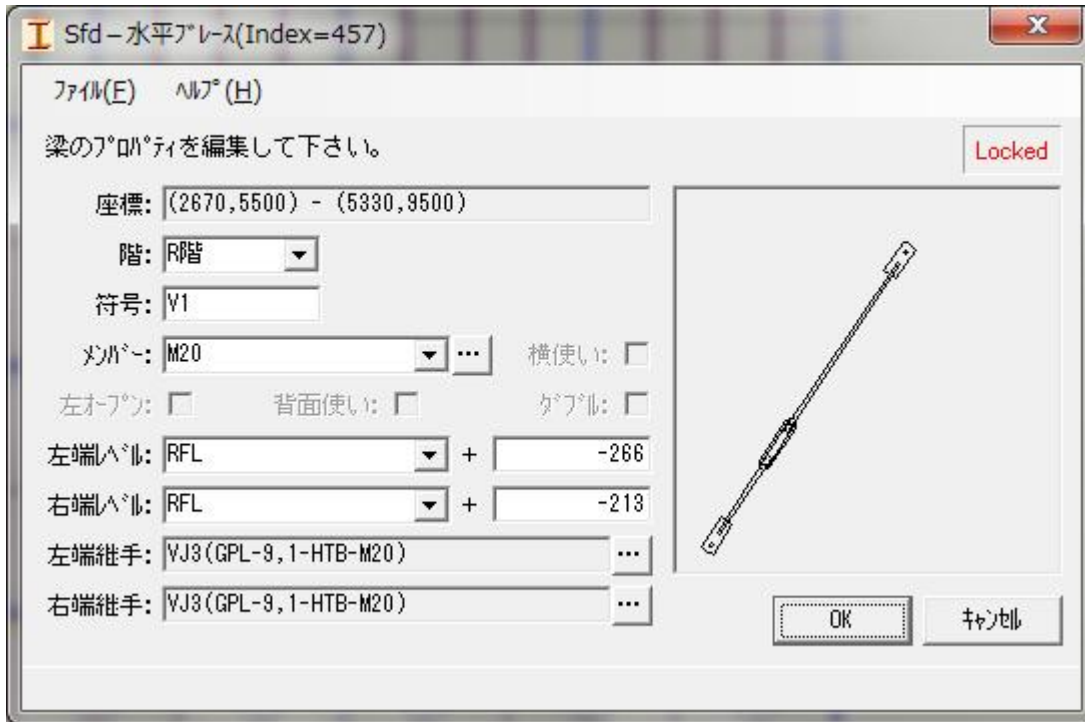 Sfd－水平ﾌﾞﾚｰｽ(Index=457)
ﾌｧｲﾙ(F) ﾍﾙﾌﾟ(H)
梁のﾌﾟﾛﾊﾟﾃｨを編集して下さい。
Locked
座標: (2670,5500) - (5330,9500)
階: R階
符号: V1
ﾒﾝﾊﾞｰ: M20 ... 横使い:
左ｵｰﾌﾟﾝ: 背面使い: ﾀﾞﾌﾞﾙ:
左端ﾚﾍﾞﾙ: RFL + -266
右端ﾚﾍﾞﾙ: RFL + -213
左端継手: VJ3(GPL-9,1-HTB-M20) ...
右端継手: VJ3(GPL-9,1-HTB-M20) ...
OK ｷｬﾝｾﾙ